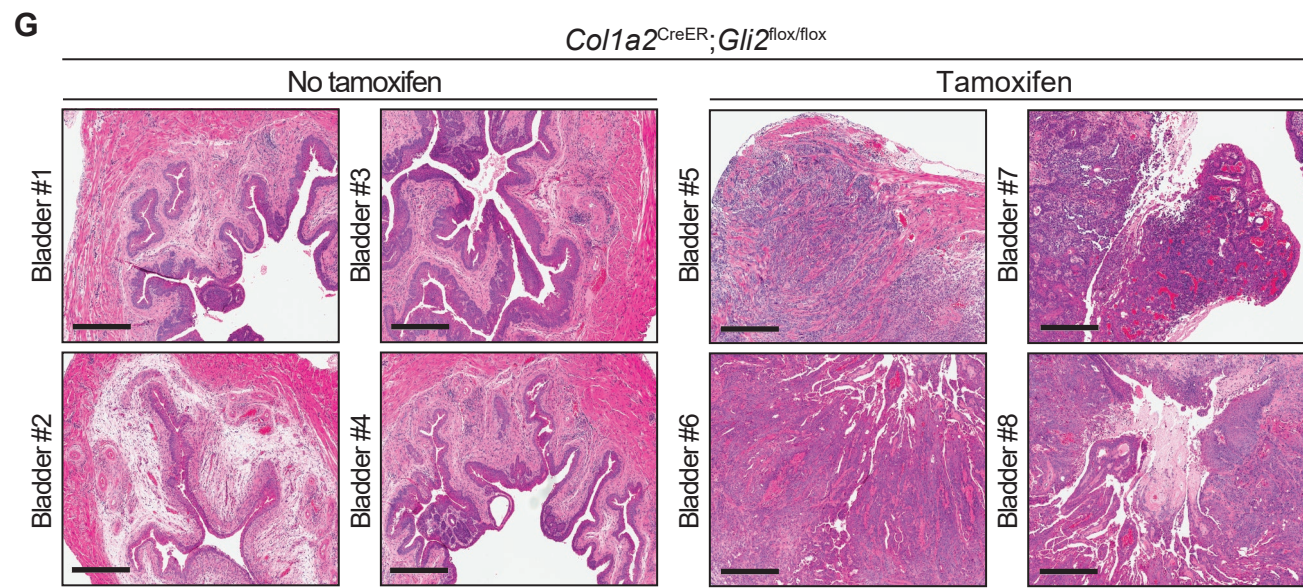 G
Col1a2CreER;Gli2flox/flox
No tamoxifen
Tamoxifen
Bladder #1
Bladder #3
Bladder #5
Bladder #7
Bladder #2
Bladder #4
Bladder #6
Bladder #8